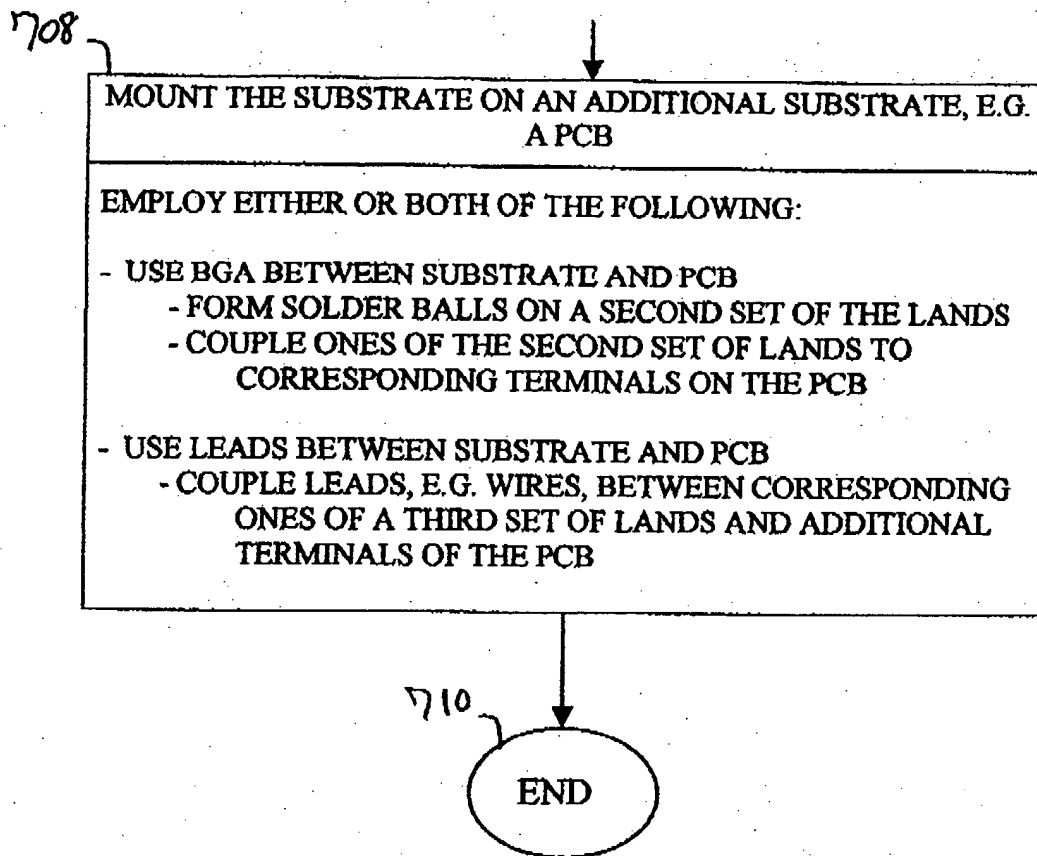 708
MOUNT THE SUBSTRATE ON AN ADDITIONAL SUBSTRATE, E.G.
A PCB
EMPLOY EITHER OR BOTH OF THE FOLLOWING:
- USE BGA BETWEEN SUBSTRATE AND PCB
- FORM SOLDER BALLS ON A SECOND SET OF THE LANDS
- COUPLE ONES OF THE SECOND SET OF LANDS TO
CORRESPONDING TERMINALS ON THE PCB
- USE LEADS BETWEEN SUBSTRATE AND PCB
- COUPLE LEADS, E.G. WIRES, BETWEEN CORRESPONDING
ONES OF A THIRD SET OF LANDS AND ADDITIONAL
TERMINALS OF THE PCB
710
END